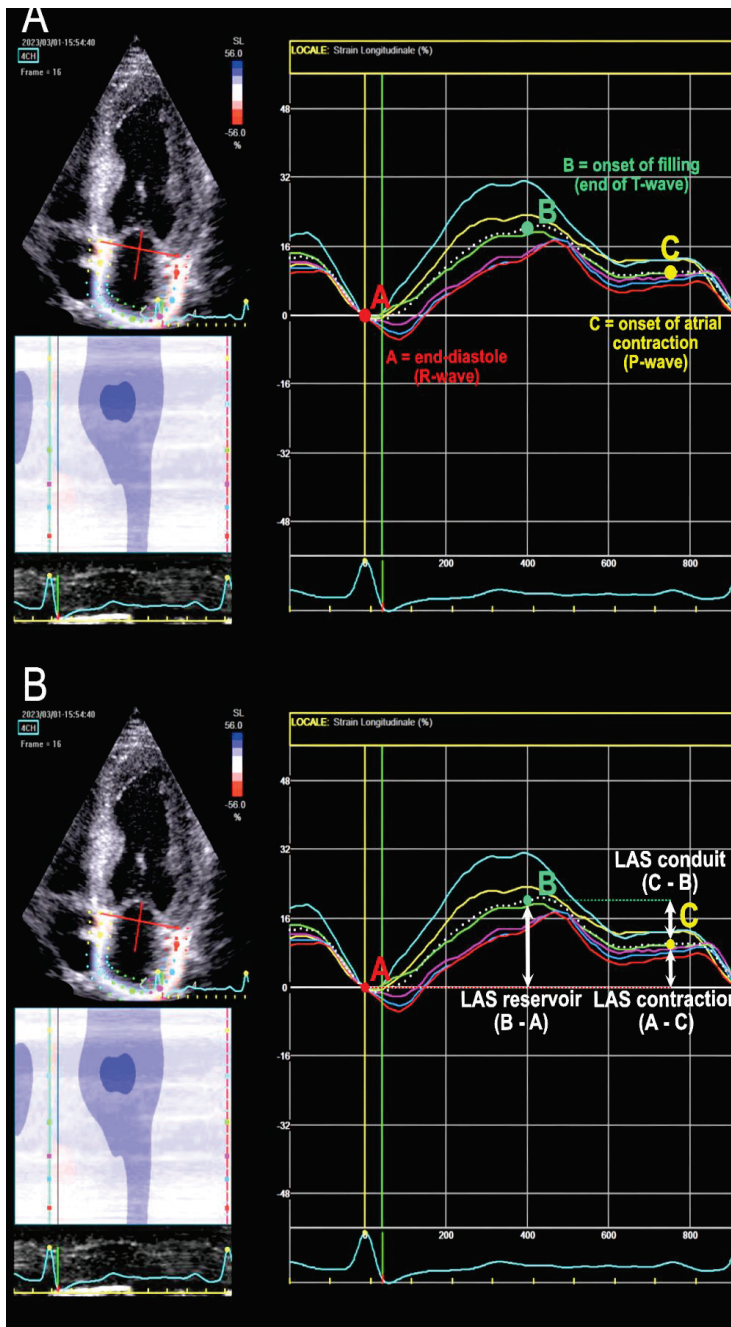 A
2023/03/01-15:54:40
4CH
Frame = 16
SL
56.0
-56.0
%
LOCALE: Strain Longitudinale (%)
48
32
16
0
-16
-32
-48
B = onset of filling
(end of T-wave)
B
C
A
C = onset of atrial
contraction
(P-wave)
A = end-diastole
(R-wave)
0
200
400
600
800
B
2023/03/01-15:54:40
4CH
Frame = 16
SL
56.0
-56.0
%
LOCALE: Strain Longitudinale (%)
48
32
16
0
-16
-32
-48
LAS conduit
(C - B)
B
C
A
LAS reservoir
(B - A)
LAS contraction
(A - C)
0
200
400
600
800